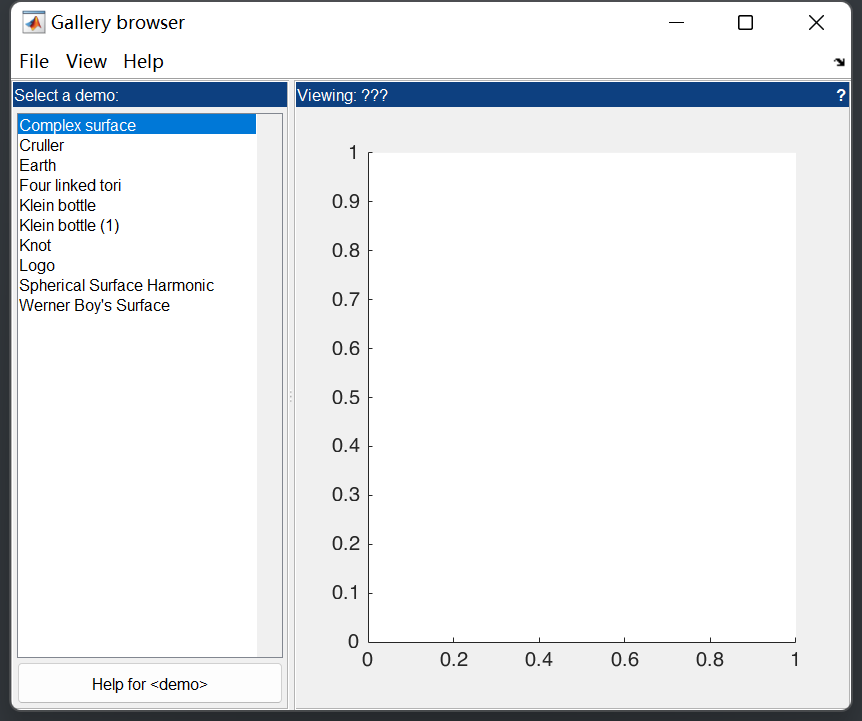 Gallery browser
File View Help
Select a demo:
Viewing: ???
?
Complex surface
Cruller
Earth
Four linked tori
Klein bottle
Klein bottle (1)
Knot
Logo
Spherical Surface Harmonic
Werner Boy's Surface
Help for <demo>
1
0.9
0.8
0.7
0.6
0.5
0.4
0.3
0.2
0.1
0
0 0.2 0.4 0.6 0.8 1